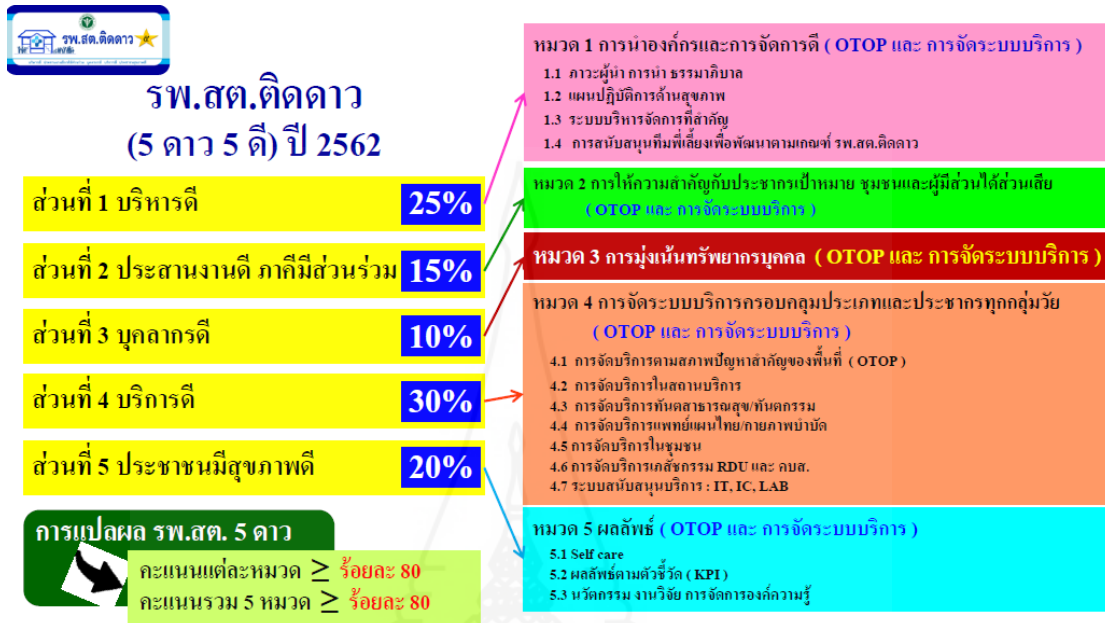 รพ.สต.ติดดาว
รพ.สต.ติดดาว
(5 ดาว 5 ดี) ปี 2562
ส่วนที่ 1 บริหารดี 25%
ส่วนที่ 2 ประสานงานดี ภาคีมีส่วนร่วม 15%
ส่วนที่ 3 บุคลากรดี 10%
ส่วนที่ 4 บริการดี 30%
ส่วนที่ 5 ประชาชนมีสุขภาพดี 20%
การแปลผล รพ.สต. 5 ดาว
คะแนนแต่ละหมวด ≥ ร้อยละ 80
คะแนนรวม 5 หมวด ≥ ร้อยละ 80
หมวด 1 การนำองค์กรและการจัดการดี ( OTOP และ การจัดระบบบริการ )
1.1 ภาวะผู้นำ การนำ ธรรมาภิบาล
1.2 แผนปฏิบัติการด้านสุขภาพ
1.3 ระบบบริหารจัดการที่สำคัญ
1.4 การสนับสนุนทีมพี่เลี้ยงเพื่อพัฒนาตามเกณฑ์ รพ.สต.ติดดาว
หมวด 2 การให้ความสำคัญกับประชากรเป้าหมาย ชุมชนและผู้มีส่วนได้ส่วนเสีย
( OTOP และ การจัดระบบบริการ )
หมวด 3 การมุ่งเน้นทรัพยากรบุคคล ( OTOP และ การจัดระบบบริการ )
หมวด 4 การจัดระบบบริการครอบคลุมประเภทและประชากรทุกกลุ่มวัย
( OTOP และ การจัดระบบบริการ )
4.1 การจัดบริการตามสภาพปัญหาสำคัญของพื้นที่ ( OTOP )
4.2 การจัดบริการในสถานบริการ
4.3 การจัดบริการทันตสาธารณสุข/ทันตกรรม
4.4 การจัดบริการแพทย์แผนไทย/กายภาพบำบัด
4.5 การจัดบริการในชุมชน
4.6 การจัดบริการเภสัชกรรม RDU และ คบส.
4.7 ระบบสนับสนุนบริการ : IT, IC, LAB
หมวด 5 ผลลัพธ์ ( OTOP และ การจัดระบบบริการ )
5.1 Self care
5.2 ผลลัพธ์ตามตัวชี้วัด ( KPI )
5.3 นวัตกรรม งานวิจัย การจัดการองค์ความรู้